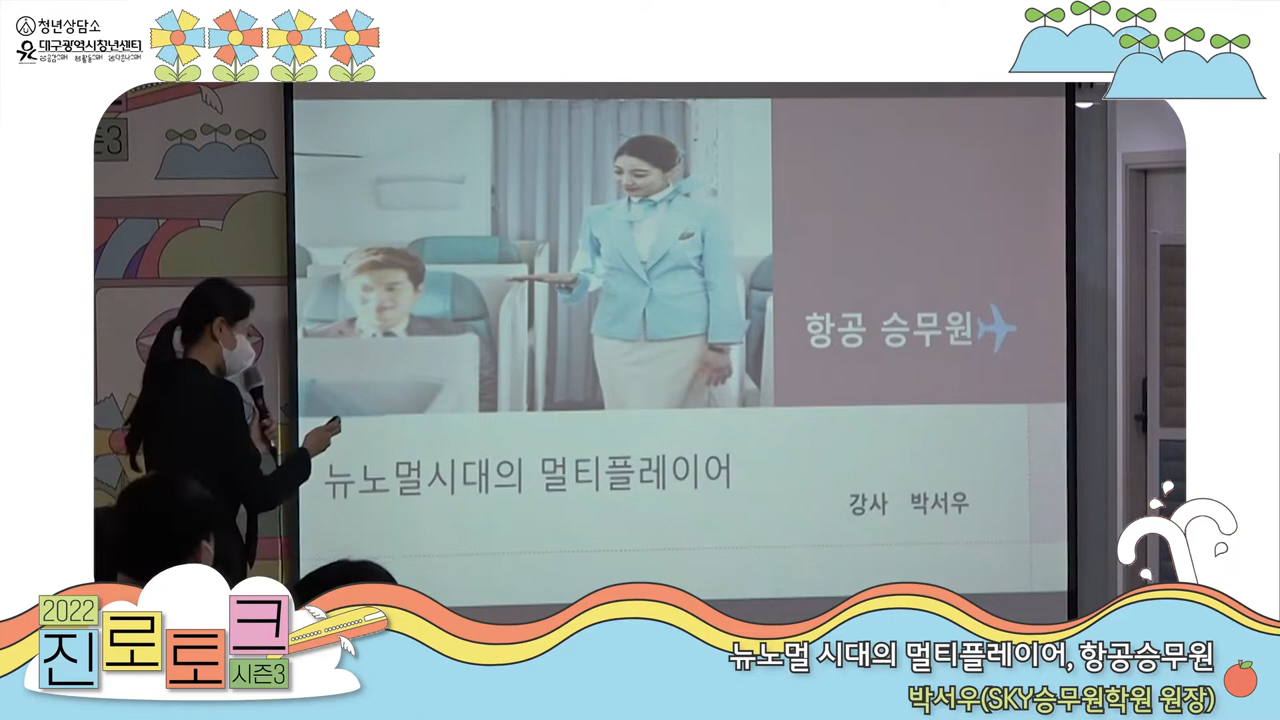 청년상담소
대구광역시청년센터
즌3
항공 승무원
뉴노멀시대의 멀티플레이어
강사 박서우
2022
진로토크
시즌3
뉴노멀 시대의 멀티플레이어, 항공승무원
박서우(SKY승무원학원 원장)